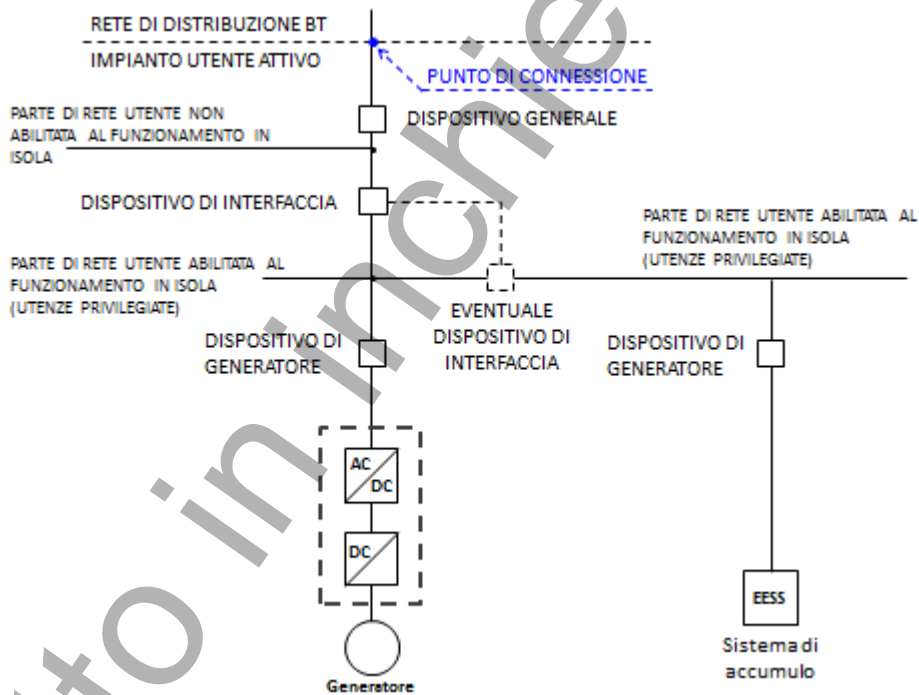 RETE DI DISTRIBUZIONE BT
IMPIANTO UTENTE ATTIVO
PUNTO DI CONNESSIONE
PARTE DI RETE UTENTE NON
ABILITATA AL FUNZIONAMENTO IN
ISOLA
DISPOSITIVO GENERALE
DISPOSITIVO DI INTERFACCIA
PARTE DI RETE UTENTE ABILITATA AL
FUNZIONAMENTO IN ISOLA
(UTENZE PRIVILEGIATE)
PARTE DI RETE UTENTE ABILITATA AL
FUNZIONAMENTO IN ISOLA
(UTENZE PRIVILEGIATE)
EVENTUALE
DISPOSITIVO DI
INTERFACCIA
DISPOSITIVO DI
GENERATORE
DISPOSITIVO DI
GENERATORE
AC
DC
DC
EESS
Sistema di
accumulo
Generatore
tto in inchie